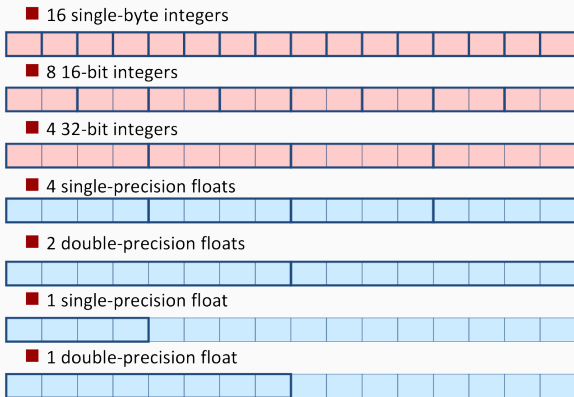 16 single-byte integers
8 16-bit integers
4 32-bit integers
4 single-precision floats
2 double-precision floats
1 single-precision float
1 double-precision float